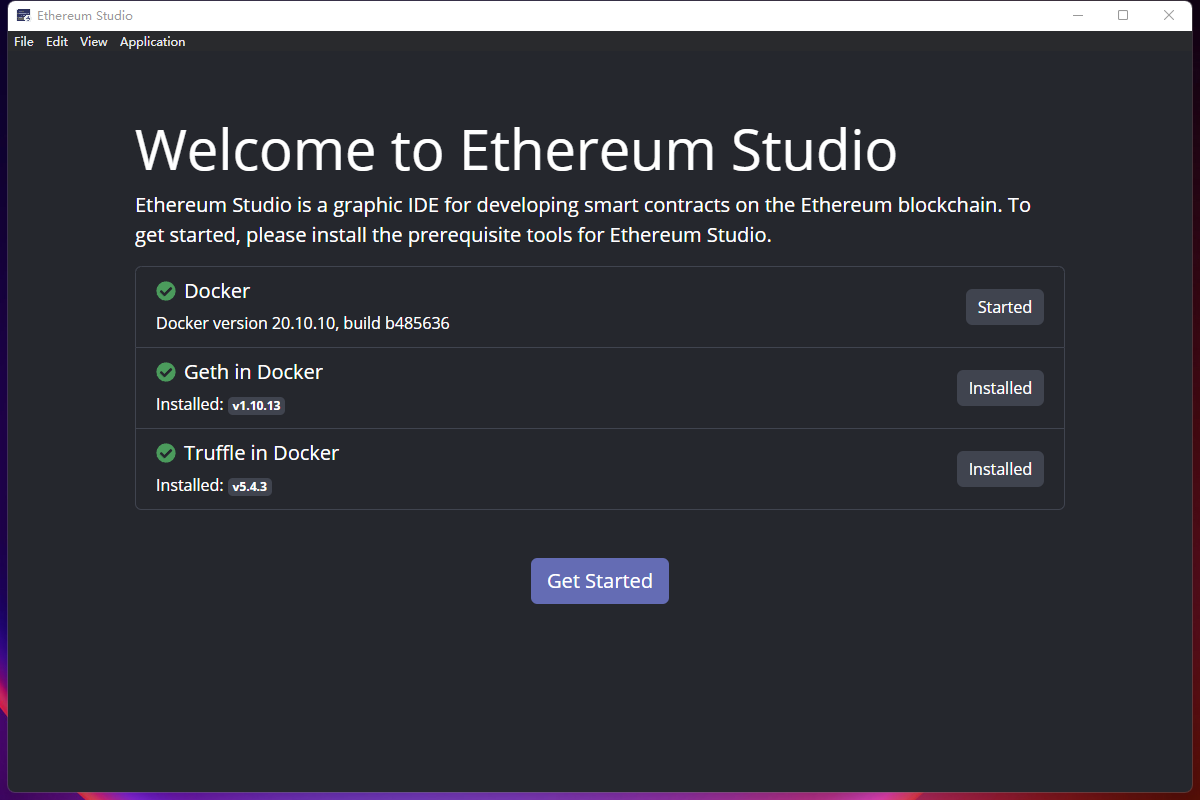 Ethereum Studio
File Edit View Application
Welcome to Ethereum Studio
Ethereum Studio is a graphic IDE for developing smart contracts on the Ethereum blockchain. To
get started, please install the prerequisite tools for Ethereum Studio.
Docker
Docker version 20.10.10, build b485636
Started
Geth in Docker
Installed: v1.10.13
Installed
Truffle in Docker
Installed: v5.4.3
Installed
Get Started